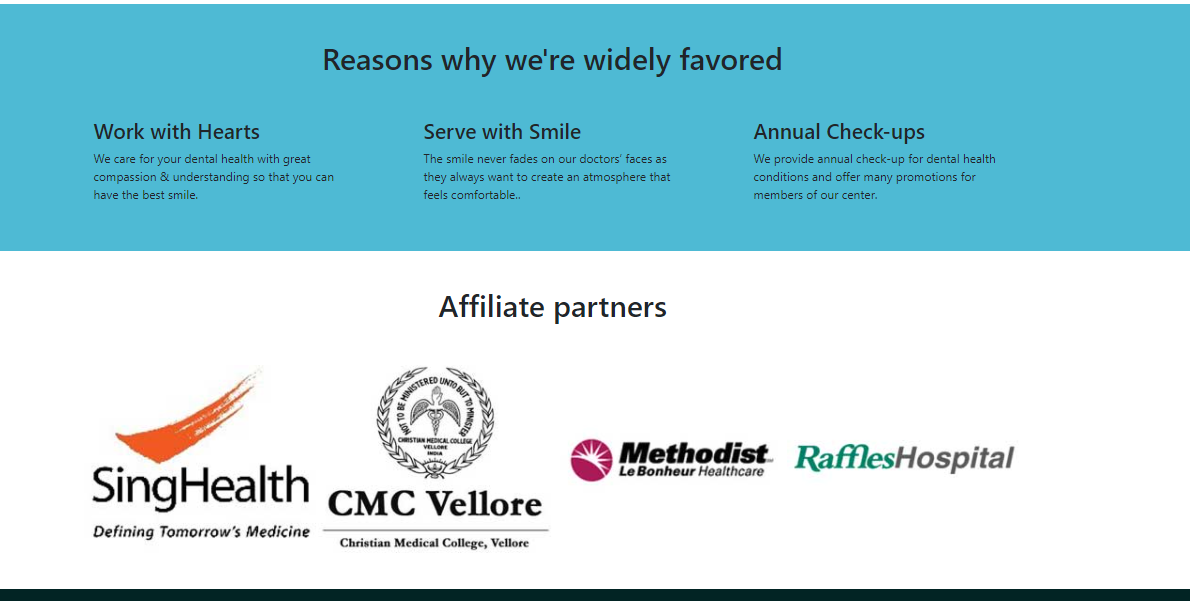 Reasons why we're widely favored
Work with Hearts
We care for your dental health with great
compassion & understanding so that you can
have the best smile.
Serve with Smile
The smile never fades on our doctors' faces as
they always want to create an atmosphere that
feels comfortable..
Annual Check-ups
We provide annual check-up for dental health
conditions and offer many promotions for
members of our center.
Affiliate partners
SingHealth
Defining Tomorrow's Medicine
NOT TO BE MINISTERED UNTO BUT TO MINISTER
CHRISTIAN MEDICAL COLLEGE
VELLORE
INDIA
CMC Vellore
Christian Medical College, Vellore
Methodist
Le Bonheur Healthcare
RafflesHospital